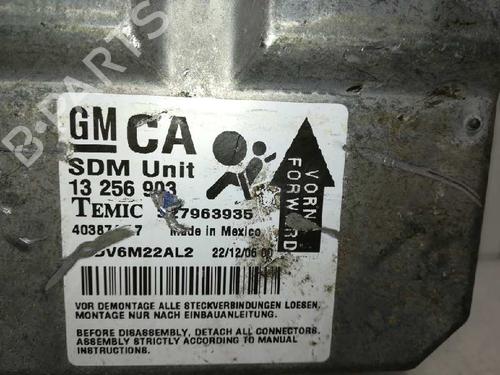 B-PARTS
GM CA
SDM Unit
13 256 903
TEMIC 327963935
Made in Mexico
22/12/06
VORN
FORWARD
VOR DEMONTAGE ALLE STECKVERBINDUNGEN LOESEN.
MONTAGE NUR NACH EINBAUANLEITUNG.
BEFORE DISASSEMBLY, DETACH ALL CONNECTORS.
ASSEMBLY STRICTLY ACCORDING TO MANUAL
INSTRUCTIONS.